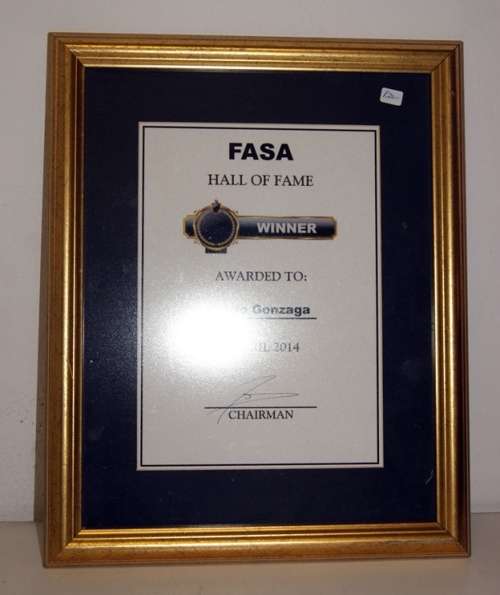 FASA
HALL OF FAME
WINNER
AWARDED TO:
Gonzaga
2014
CHAIRMAN